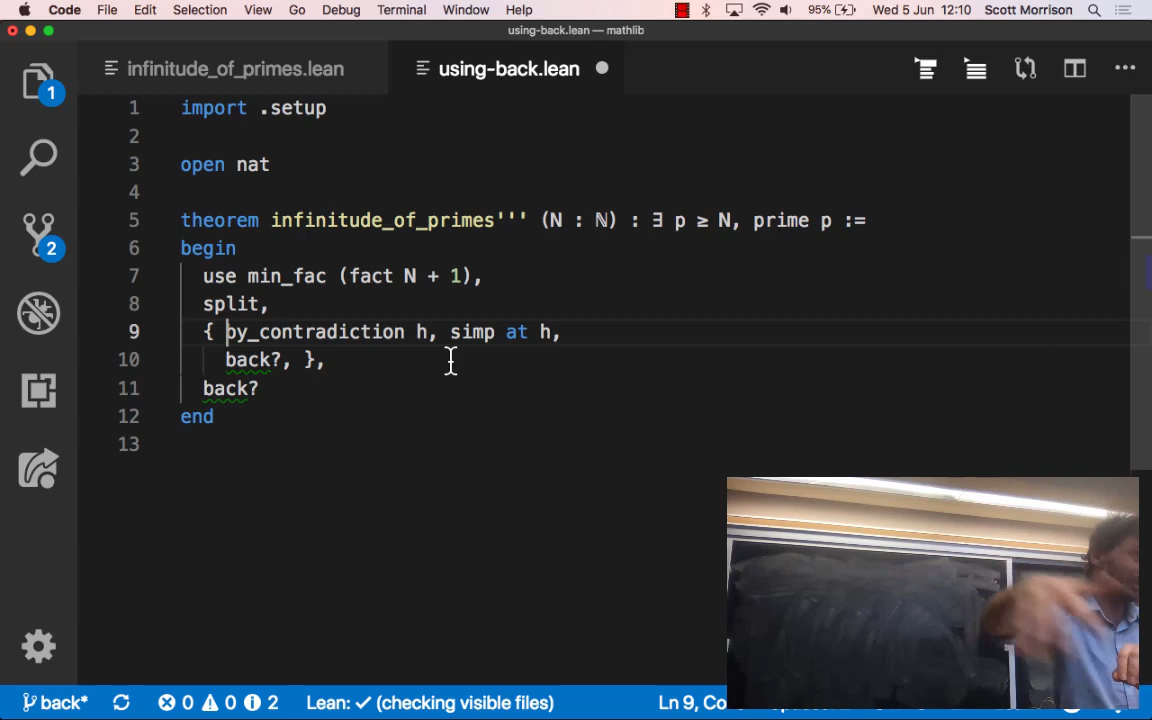 Code File Edit Selection View Go Debug Terminal Window Help 95% Wed 5 Jun 12:10 Scott Morrison
using-back.lean — mathlib
infinitude_of_primes.lean using-back.lean
1
2
1 import .setup
2
3 open nat
4
5 theorem infinitude_of_primes''' (N : ℕ) : ∃ p ≥ N, prime p :=
6 begin
7 use min_fac (fact N + 1),
8 split,
9 { by_contradiction h, simp at h,
10 back?, },
11 back?
12 end
13
back* 0 0 2 Lean: ✓ (checking visible files) Ln 9, Co